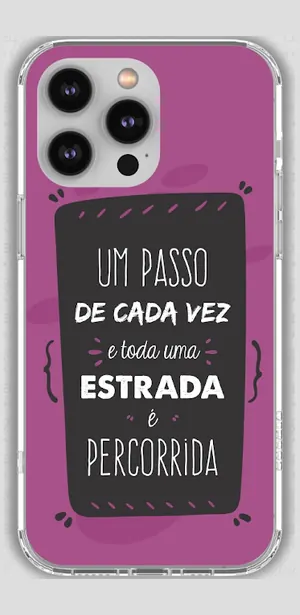 UM PASSO
DE CADA VEZ
e toda uma
ESTRADA
é
PERCORRIDA